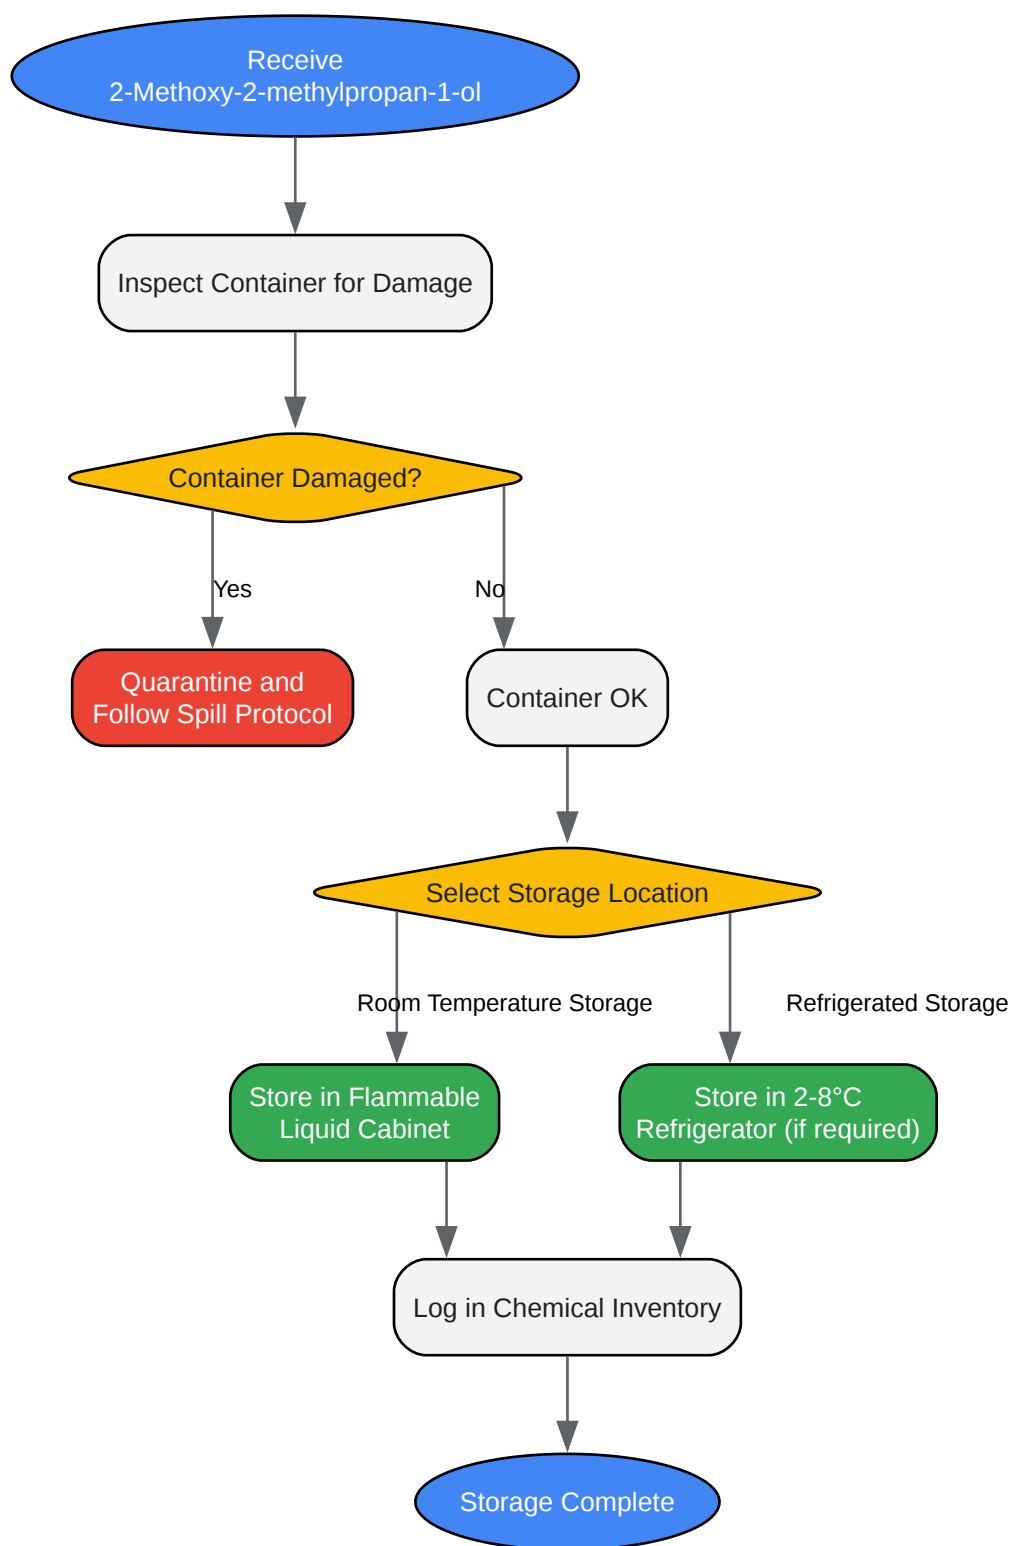 Receive
2-Methoxy-2-methylpropan-1-ol
Inspect Container for Damage
Container Damaged?
Yes
No
Quarantine and
Follow Spill Protocol
Container OK
Select Storage Location
Room Temperature Storage
Refrigerated Storage
Store in Flammable
Liquid Cabinet
Store in 2-8°C
Refrigerator (if required)
Log in Chemical Inventory
Storage Complete